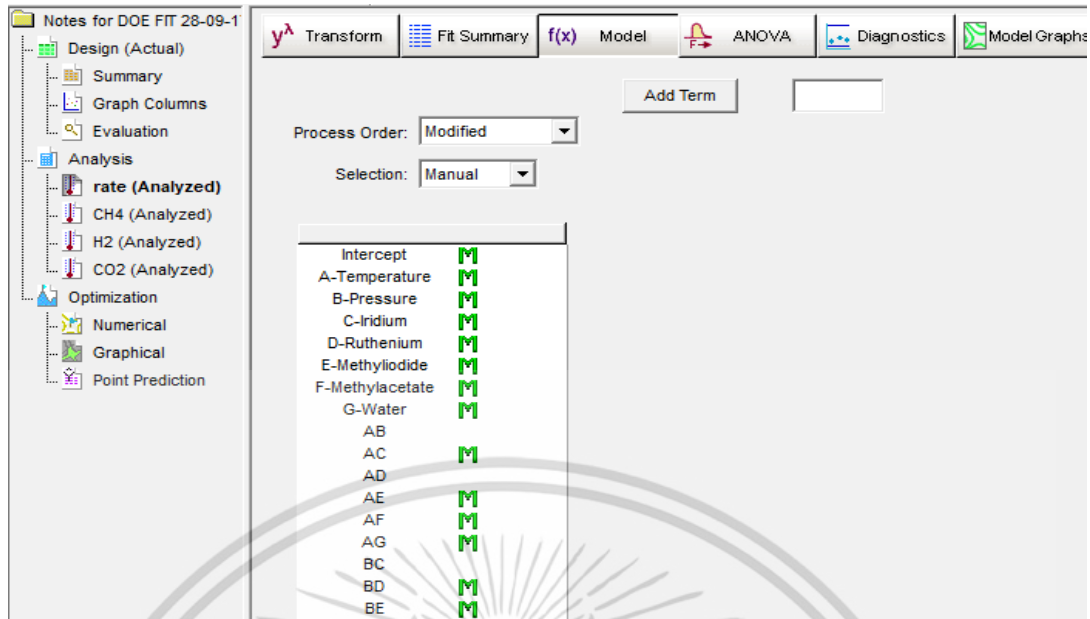 Notes for DOE FIT 28-09-1
Design (Actual)
Summary
Graph Columns
Evaluation
Analysis
rate (Analyzed)
CH4 (Analyzed)
H2 (Analyzed)
CO2 (Analyzed)
Optimization
Numerical
Graphical
Point Prediction
yλ Transform
Fit Summary
f(x) Model
F ANOVA
Diagnostics
Model Graphs
Add Term
Process Order: Modified
Selection: Manual
Intercept M
A-Temperature M
B-Pressure M
C-Iridium M
D-Ruthenium M
E-Methyliodide M
F-Methylacetate M
G-Water M
AB
AC M
AD
AE M
AF M
AG M
BC
BD M
BE M